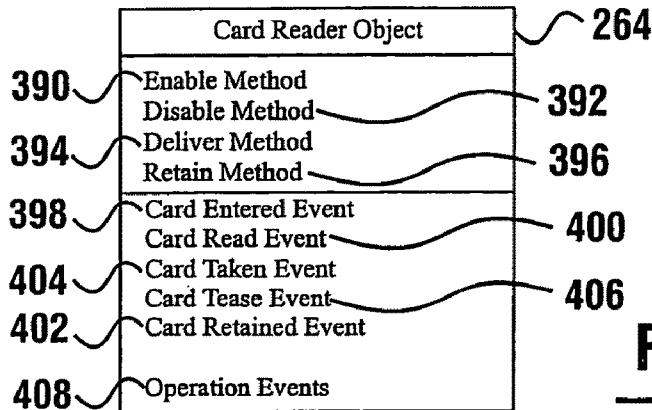 Card Reader Object 264
390 Enable Method
Disable Method 392
394 Deliver Method
Retain Method 396
398 Card Entered Event
Card Read Event 400
404 Card Taken Event
Card Tease Event 406
402 Card Retained Event
408 Operation Events